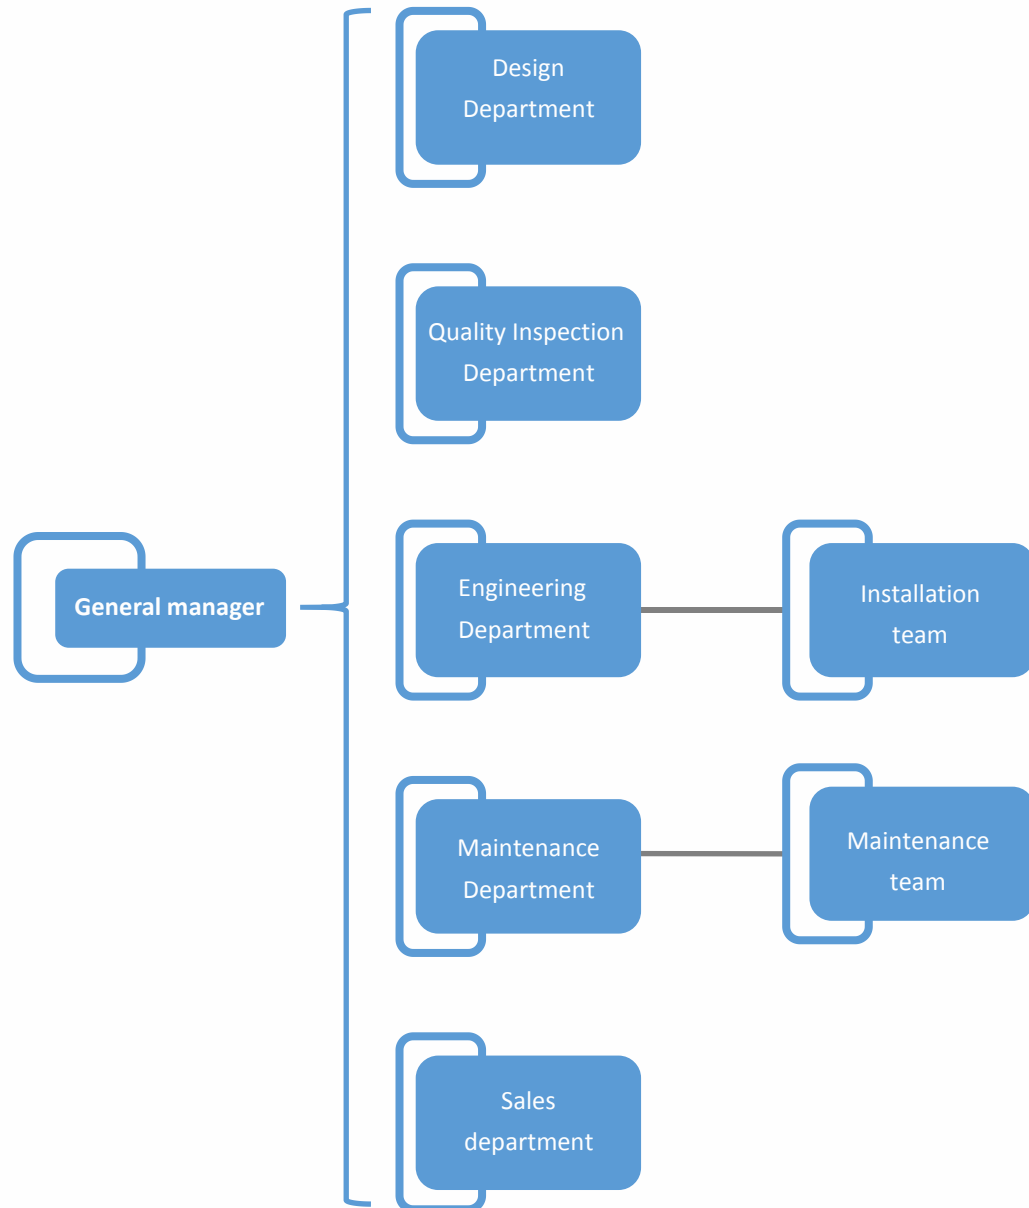 General manager
Design
Department
Quality Inspection
Department
Engineering
Department
Installation
team
Maintenance
Department
Maintenance
team
Sales
department